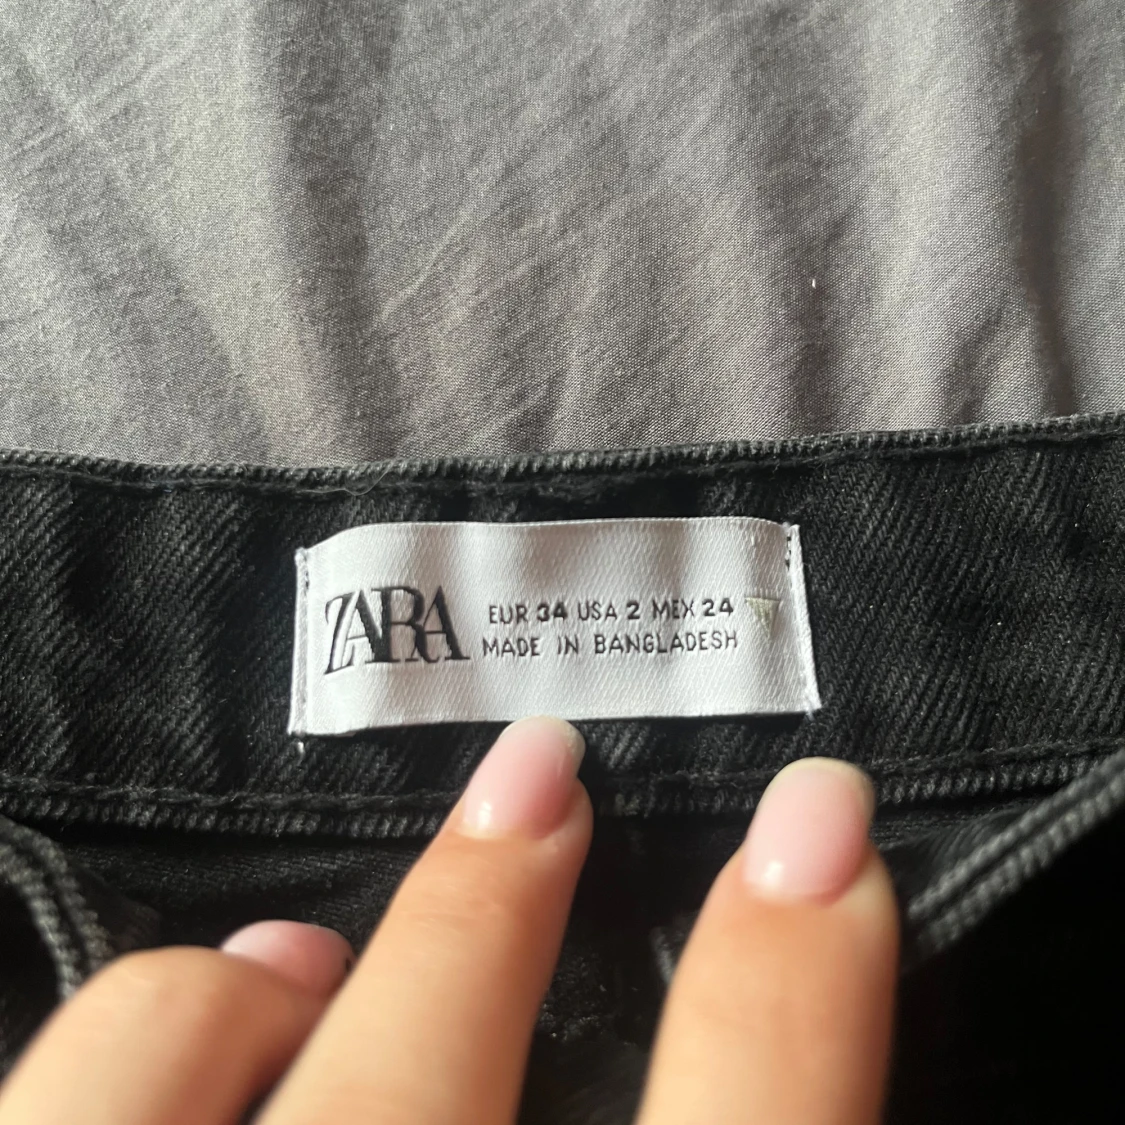 ZARA
EUR 34 USA 2 MEX 24
MADE IN BANGLADESH